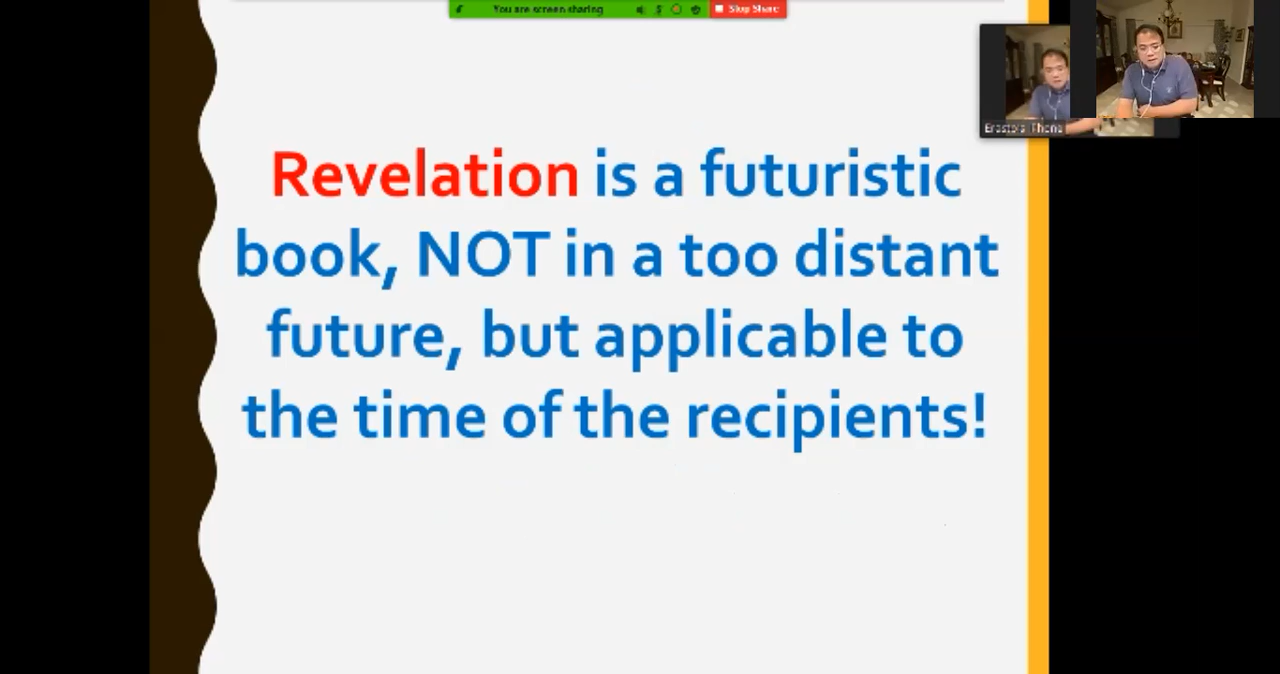 You are screen sharing
Stop Share
Revelation is a futuristic
book, NOT in a too distant
future, but applicable to
the time of the recipients!